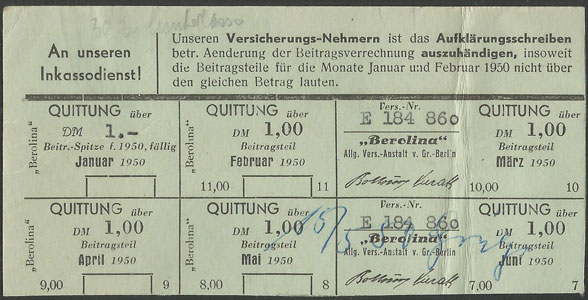 An unseren
Inkassodienst!
Unseren Versicherungs-Nehmern ist das Aufklärungsschreiben
betr. Aenderung der Beitragsverrechnung auszuhändigen, insoweit
die Beitragsteile für die Monate Januar und Februar 1950 nicht über
den gleichen Betrag lauten.
„Berolina“
QUITTUNG über
DM 1.-
Beitr.-Spitze f. 1950, fällig
Januar 1950
„Berolina“
QUITTUNG über
DM 1,00
Beitragsteil
Februar 1950
11,00 11
Vers.-Nr.
E 184 860
„Berolina“
Allg. Vers.-Anstalt v. Gr.-Berlin
QUITTUNG über
DM 1,00
Beitragsteil
März 1950
10,00 10
„Berolina“
QUITTUNG über
DM 1,00
Beitragsteil
April 1950
9,00 9
„Berolina“
QUITTUNG über
DM 1,00
Beitragsteil
Mai 1950
8,00 8
Vers.-Nr.
E 184 860
„Berolina“
Allg. Vers.-Anstalt v. Gr.-Berlin
QUITTUNG über
DM 1,00
Beitragsteil
Juni 1950
7,00 7